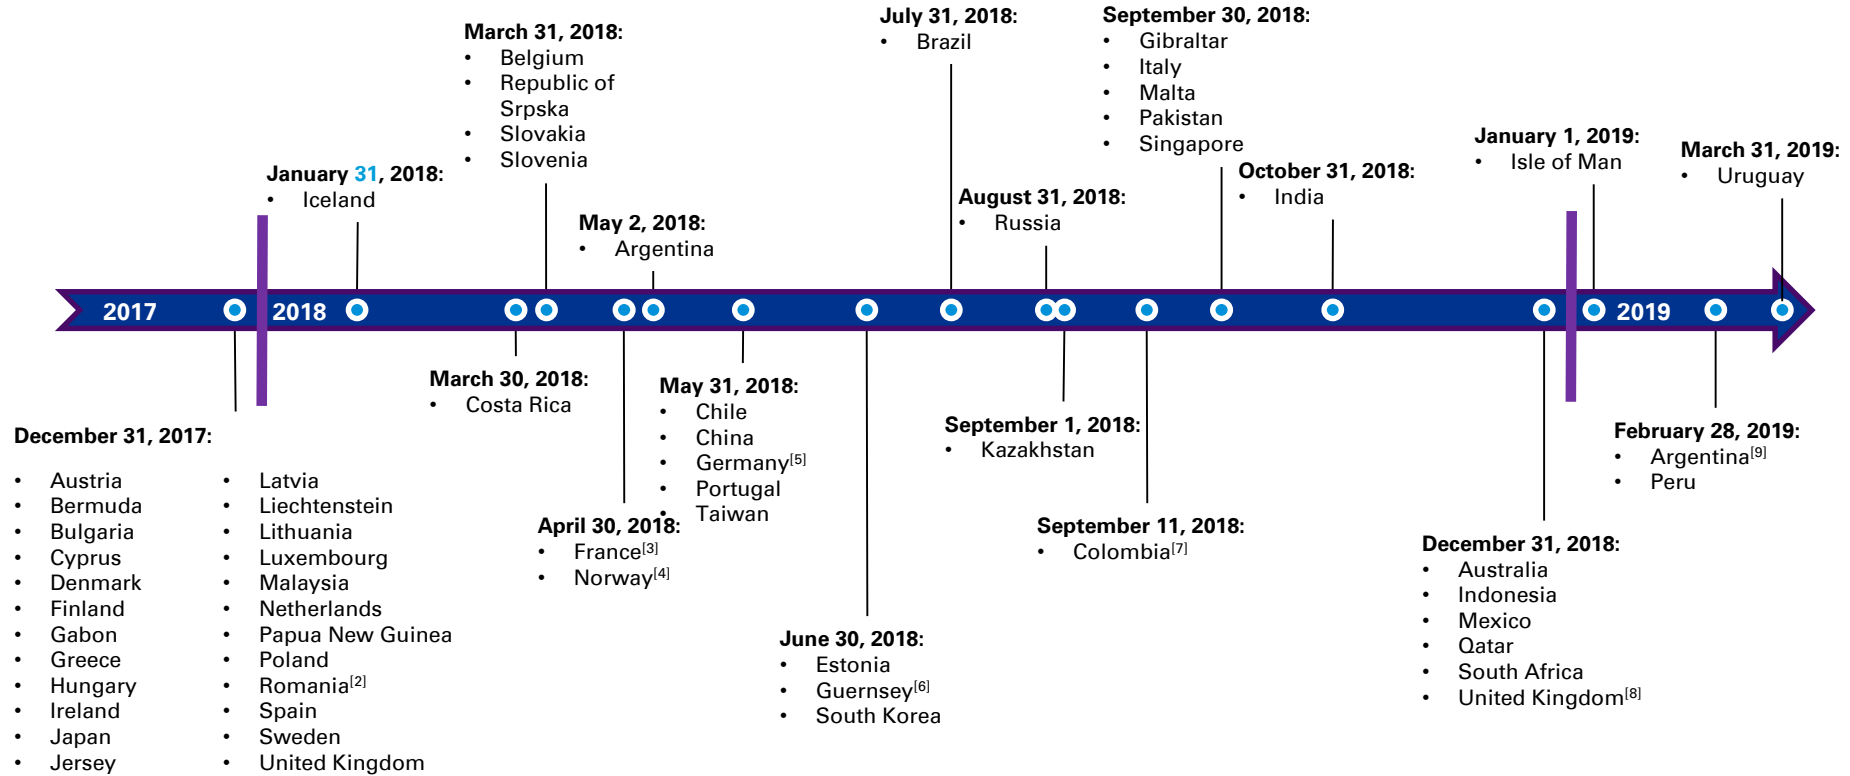 July 31, 2018:
• Brazil
September 30, 2018:
• Gibraltar
• Italy
• Malta
• Pakistan
• Singapore
March 31, 2018:
• Belgium
• Republic of
Srpska
• Slovakia
• Slovenia
January 1, 2019:
• Isle of Man
March 31, 2019:
• Uruguay
January 31, 2018:
• Iceland
October 31, 2018:
• India
August 31, 2018:
• Russia
May 2, 2018:
• Argentina
2017
2018
2019
March 30, 2018:
• Costa Rica
May 31, 2018:
• Chile
• China
• Germany[5]
• Portugal
• Taiwan
September 1, 2018:
• Kazakhstan
February 28, 2019:
• Argentina[9]
• Peru
December 31, 2017:
• Austria
• Bermuda
• Bulgaria
• Cyprus
• Denmark
• Finland
• Gabon
• Greece
• Hungary
• Ireland
• Japan
• Jersey
• Latvia
• Liechtenstein
• Lithuania
• Luxembourg
• Malaysia
• Netherlands
• Papua New Guinea
• Poland
• Romania[2]
• Spain
• Sweden
• United Kingdom
April 30, 2018:
• France[3]
• Norway[4]
September 11, 2018:
• Colombia[7]
December 31, 2018:
• Australia
• Indonesia
• Mexico
• Qatar
• South Africa
• United Kingdom[8]
June 30, 2018:
• Estonia
• Guernsey[6]
• South Korea